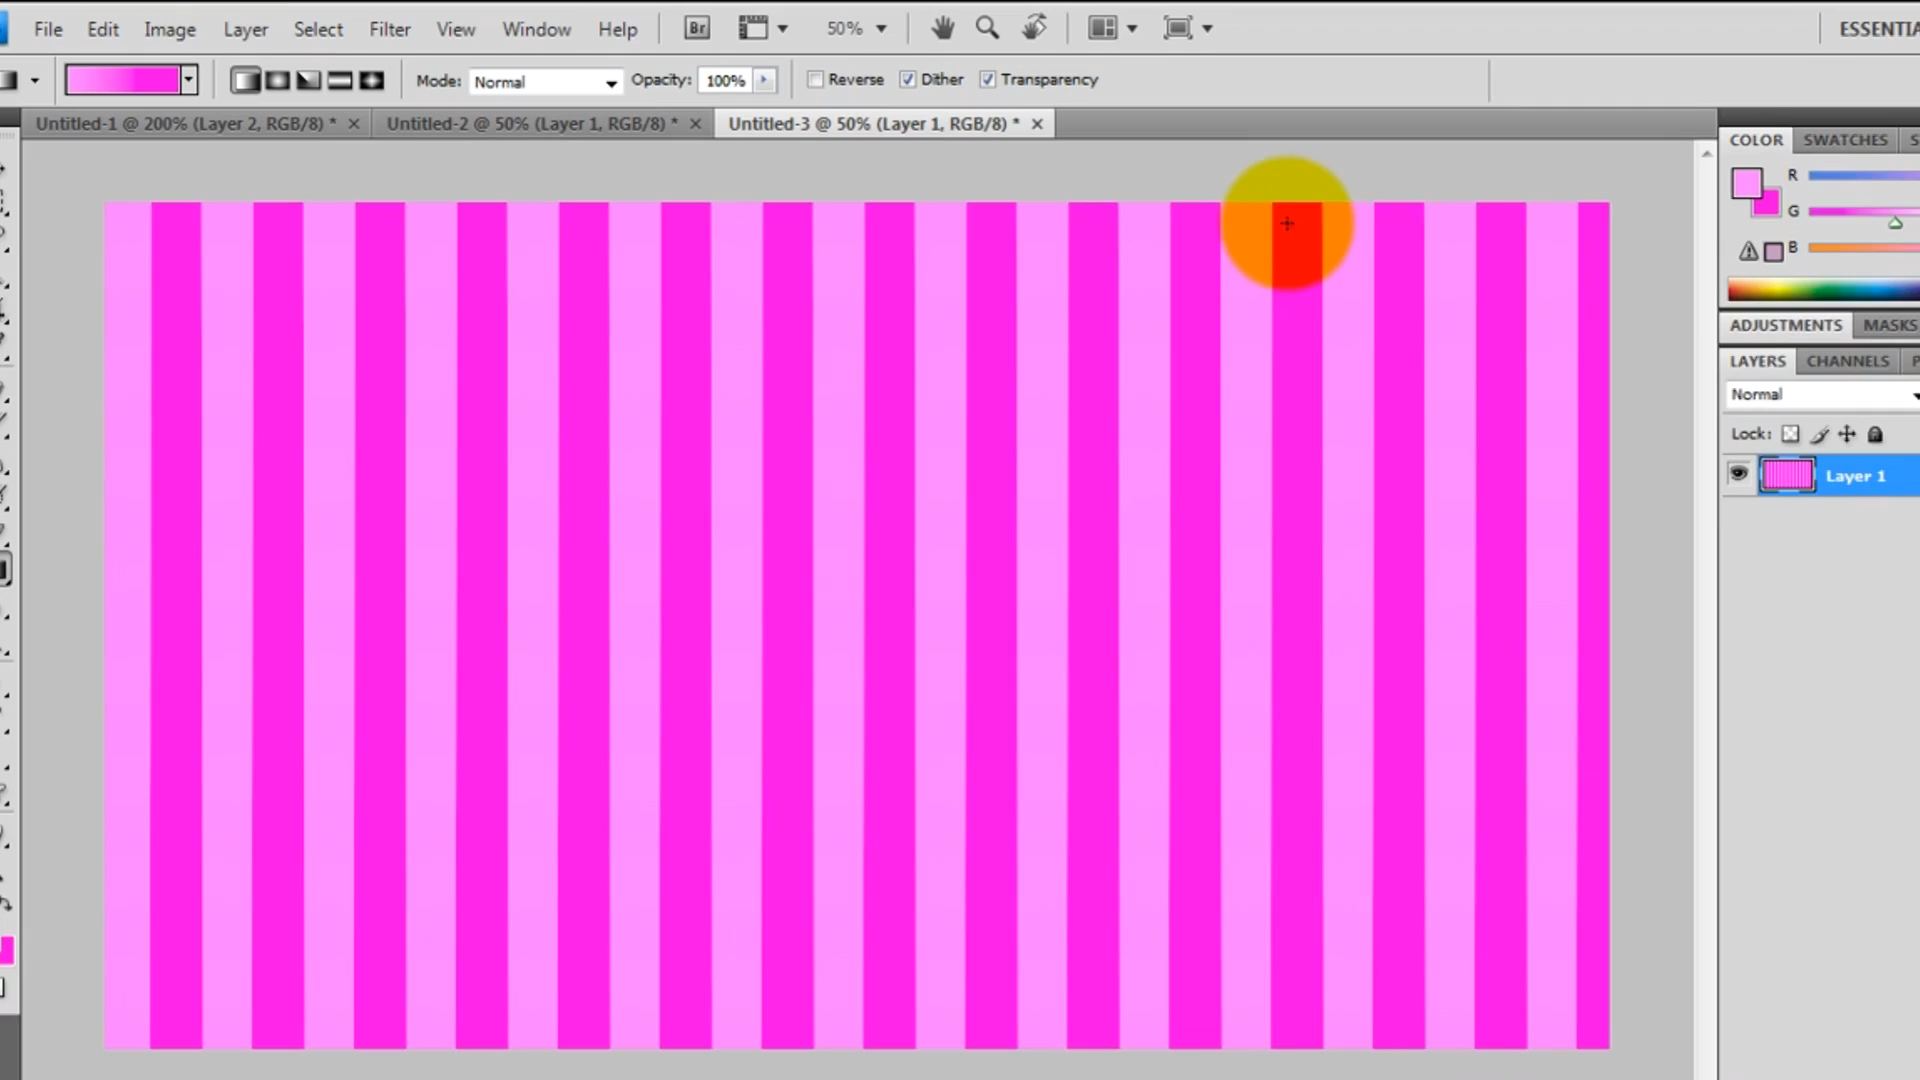 File Edit Image Layer Select Filter View Window Help Br 50% ESSENTIA
Mode: Normal Opacity: 100% Reverse Dither Transparency
Untitled-1 @ 200% (Layer 2, RGB/8) * × Untitled-2 @ 50% (Layer 1, RGB/8) * × Untitled-3 @ 50% (Layer 1, RGB/8) * ×
COLOR SWATCHES S
R
G
B
ADJUSTMENTS MASKS
LAYERS CHANNELS P
Normal
Lock:
Layer 1